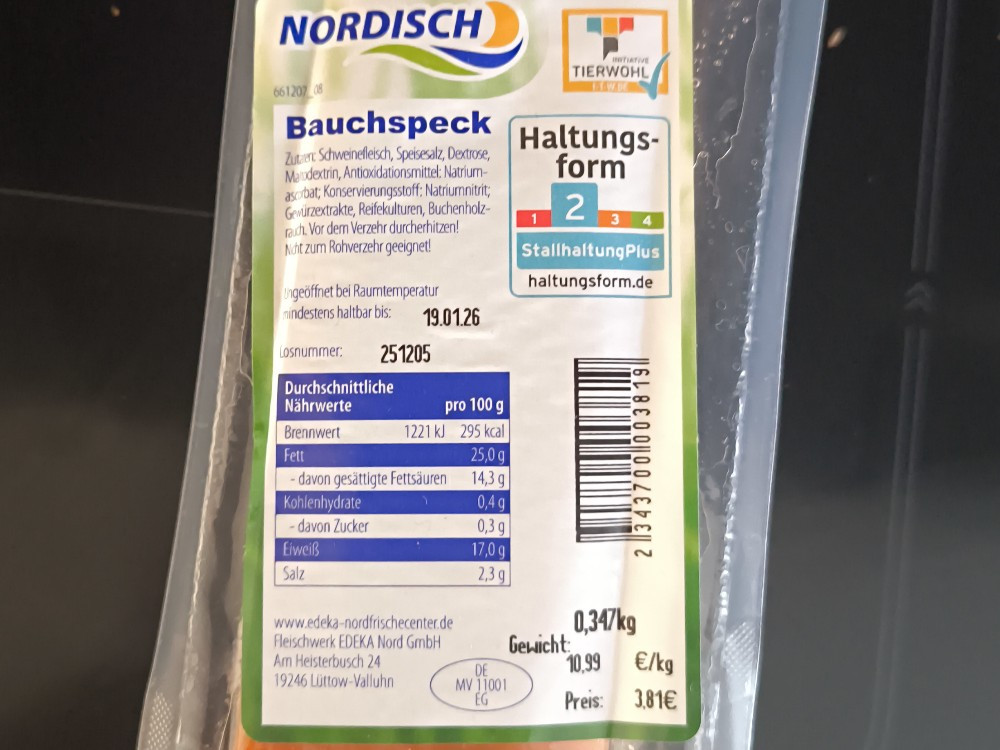 NORDISCH
INITIATIVE
TIERWOHL
661207_08
Bauchspeck
Zutaten: Schweinefleisch, Speisesalz, Dextrose,
Maltodextrin, Antioxidationsmittel: Natrium-
ascorbat; Konservierungsstoff: Natriumnitrit;
Gewürzextrakte, Reifekulturen, Buchenholz-
rauch. Vor dem Verzehr durcherhitzen!
Nicht zum Rohverzehr geeignet!
Haltungs-
form
1 2 3 4
StallhaltungPlus
haltungsform.de
Ungeöffnet bei Raumtemperatur
mindestens haltbar bis: 19.01.26
Losnummer: 251205
Durchschnittliche
Nährwerte pro 100 g
Brennwert 1221 kJ 295 kcal
Fett 25,0 g
- davon gesättigte Fettsäuren 14,3 g
Kohlenhydrate 0,4 g
- davon Zucker 0,3 g
Eiweiß 17,0 g
Salz 2,3 g
2 343700 003819
www.edeka-nordfrischecenter.de
Fleischwerk EDEKA Nord GmbH
Am Heisterbusch 24
19246 Lüttow-Valluhn
DE
MV 11001
EG
0,347kg
Gewicht:
10,99 €/kg
Preis: 3,81€